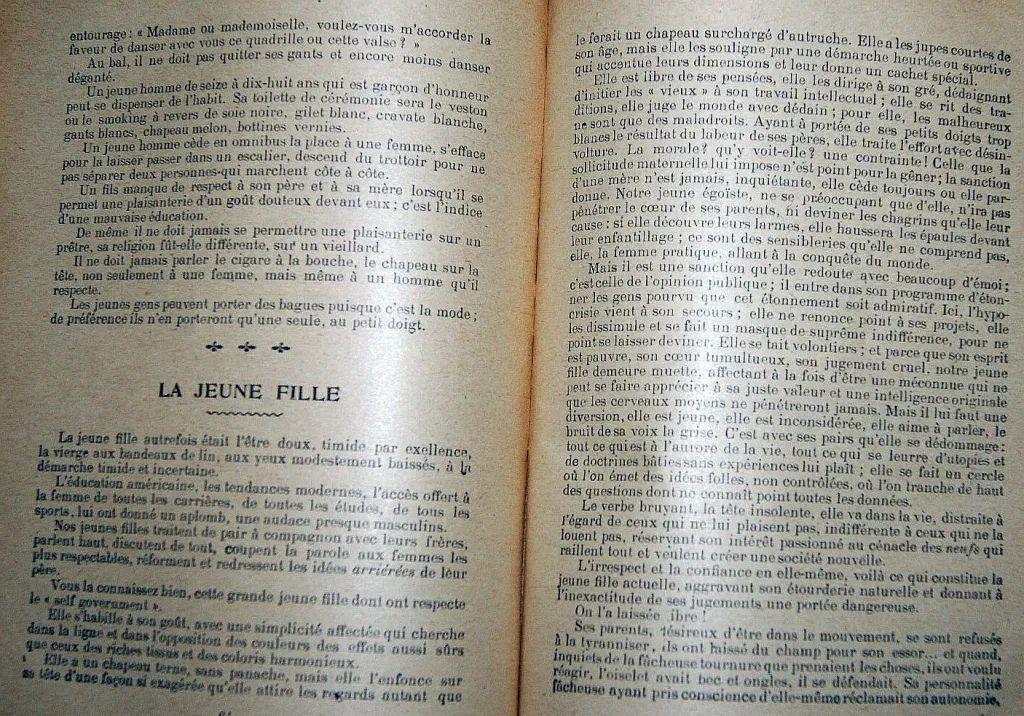 entourage : « Madame ou mademoiselle, voulez-vous m'accorder la
faveur de danser avec vous ce quadrille ou cette valse ? »
Au bal, il ne doit pas quitter ses gants et encore moins danser
déganté.
Un jeune homme de seize à dix-huit ans qui est garçon d'honneur
peut se dispenser de l'habit. Sa toilette de cérémonie sera le veston
ou le smoking à revers de soie noire, gilet blanc, cravate blanche,
gants blancs, chapeau melon, bottines vernies.
Un jeune homme cède en omnibus la place à une femme, s'efface
pour la laisser passer dans un escalier, descend du trottoir pour ne
pas séparer deux personnes-qui marchent côte à côte.
Un fils manque de respect à son père et à sa mère lorsqu'il se
permet une plaisanterie d'un goût douteux devant eux ; c'est l'indice
d'une mauvaise éducation.
De même il ne doit jamais se permettre une plaisanterie sur un
prêtre, sa religion fût-elle différente, sur un vieillard.
Il ne doit jamais parler le cigare à la bouche, le chapeau sur la
tête, non seulement à une femme, mais même à un homme qu'il
respecte.
Les jeunes gens peuvent porter des bagues puisque c'est la mode ;
de préférence ils n'en porteront qu'une seule, au petit doigt.
LA JEUNE FILLE
La jeune fille autrefois était l'être doux, timide par exellence,
la vierge aux bandeaux de lin, aux yeux modestement baissés, à la
démarche timide et incertaine.
L'éducation américaine, les tendances modernes, l'accès offert à
la femme de toutes les carrières, de toutes les études, de tous les
sports, lui ont donné un aplomb, une audace presque masculins.
Nos jeunes filles traitent de pair à compagnon avec leurs frères,
parlent haut, discutent de tout, coupent la parole aux femmes les
plus respectables, réforment et redressent les idées arriérées de leur
père.
Vous la connaissez bien, cette grande jeune fille dont ont respecte
le « self government ».
Elle s'habille à son goût, avec une simplicité affectée qui cherche
dans la ligne et dans l'opposition des couleurs des effets aussi sûrs
que ceux des riches tissus et des coloris harmonieux.
Elle a un chapeau terne, sans panache, mais elle l'enfonce sur
sa tête d'une façon si exagérée qu'elle attire les regards autant que
le ferait un chapeau surchargé d'autruche. Elle a les jupes courtes de
son âge, mais elle les souligne par une démarche heurtée ou sportive
qui accentue leurs dimensions et leur donne un cachet spécial.
Elle est libre de ses pensées, elle les dirige à son gré, dédaignant
d'initier les « vieux » à son travail intellectuel ; elle se rit des tra-
ditions, elle juge le monde avec dédain ; pour elle, les malheureux
ne sont que des maladroits. Ayant à portée de ses petits doigts trop
blancs le résultat du labeur de ses pères, elle traite l'effort avec désin-
volture. La morale ? qu'y voit-elle ? une contrainte ! Celle que la
sollicitude maternelle lui impose n'est point pour la gêner ; la sanction
d'une mère n'est jamais, inquiétante, elle cède toujours ou elle par-
donne. Notre jeune égoïste, ne se préoccupant que d'elle, n'ira pas
pénétrer le cœur de ses parents, ni deviner les chagrins qu'elle leur
cause : si elle découvre leurs larmes, elle haussera les épaules devant
leur enfantillage ; ce sont des sensibleries qu'elle ne comprend pas,
elle, la femme pratique, allant à la conquête du monde.
Mais il est une sanction qu'elle redoute avec beaucoup d'émoi ;
c'est celle de l'opinion publique ; il entre dans son programme d'éton-
ner les gens pourvu que cet étonnement soit admiratif. Ici, l'hypo-
crisie vient à son secours ; elle ne renonce point à ses projets, elle
les dissimule et se fait un masque de suprême indifférence, pour ne
point se laisser deviner. Elle se tait volontiers ; et parce que son esprit
est pauvre, son cœur tumultueux, son jugement cruel, notre jeune
fille demeure muette, affectant à la fois d'être une méconnue qui ne
peut se faire apprécier à sa juste valeur et une intelligence originale
que les cerveaux moyens ne pénétreront jamais. Mais il lui faut une
diversion, elle est jeune, elle est inconsidérée, elle aime à parler, le
bruit de sa voix la grise. C'est avec ses pairs qu'elle se dédommage :
tout ce qui est à l'aurore de la vie, tout ce qui se leurre d'utopies et
de doctrines bâties sans expériences lui plaît ; elle se fait un cercle
où l'on émet des idées folles, non contrôlées, où l'on tranche de haut
des questions dont no connaît point toutes les données.
Le verbe bruyant, la tête insolente, elle va dans la vie, distraite à
l'égard de ceux qui ne lui plaisent pas, indifférente à ceux qui ne la
louent pas, réservant son intérêt passionné au cénacle des neufs qui
raillent tout et veulent créer une société nouvelle.
L'irrespect et la confiance en elle-même, voilà ce qui constitue la
jeune fille actuelle, aggravant son étourderie naturelle et donnant à
l'inexactitude de ses jugements une portée dangereuse.
On l'a laissée ibre !
Ses parents, désireux d'être dans le mouvement, se sont refusés
à la tyranniser, ils ont laissé du champ pour son essor... et quand,
inquiets de la fâcheuse tournure que prenaient les choses, ils ont voulu
réagir, l'oiselet avait bec et ongles, il se défendait. Sa personnalité
fâcheuse ayant pris conscience d'elle-même réclamait son autonomie,